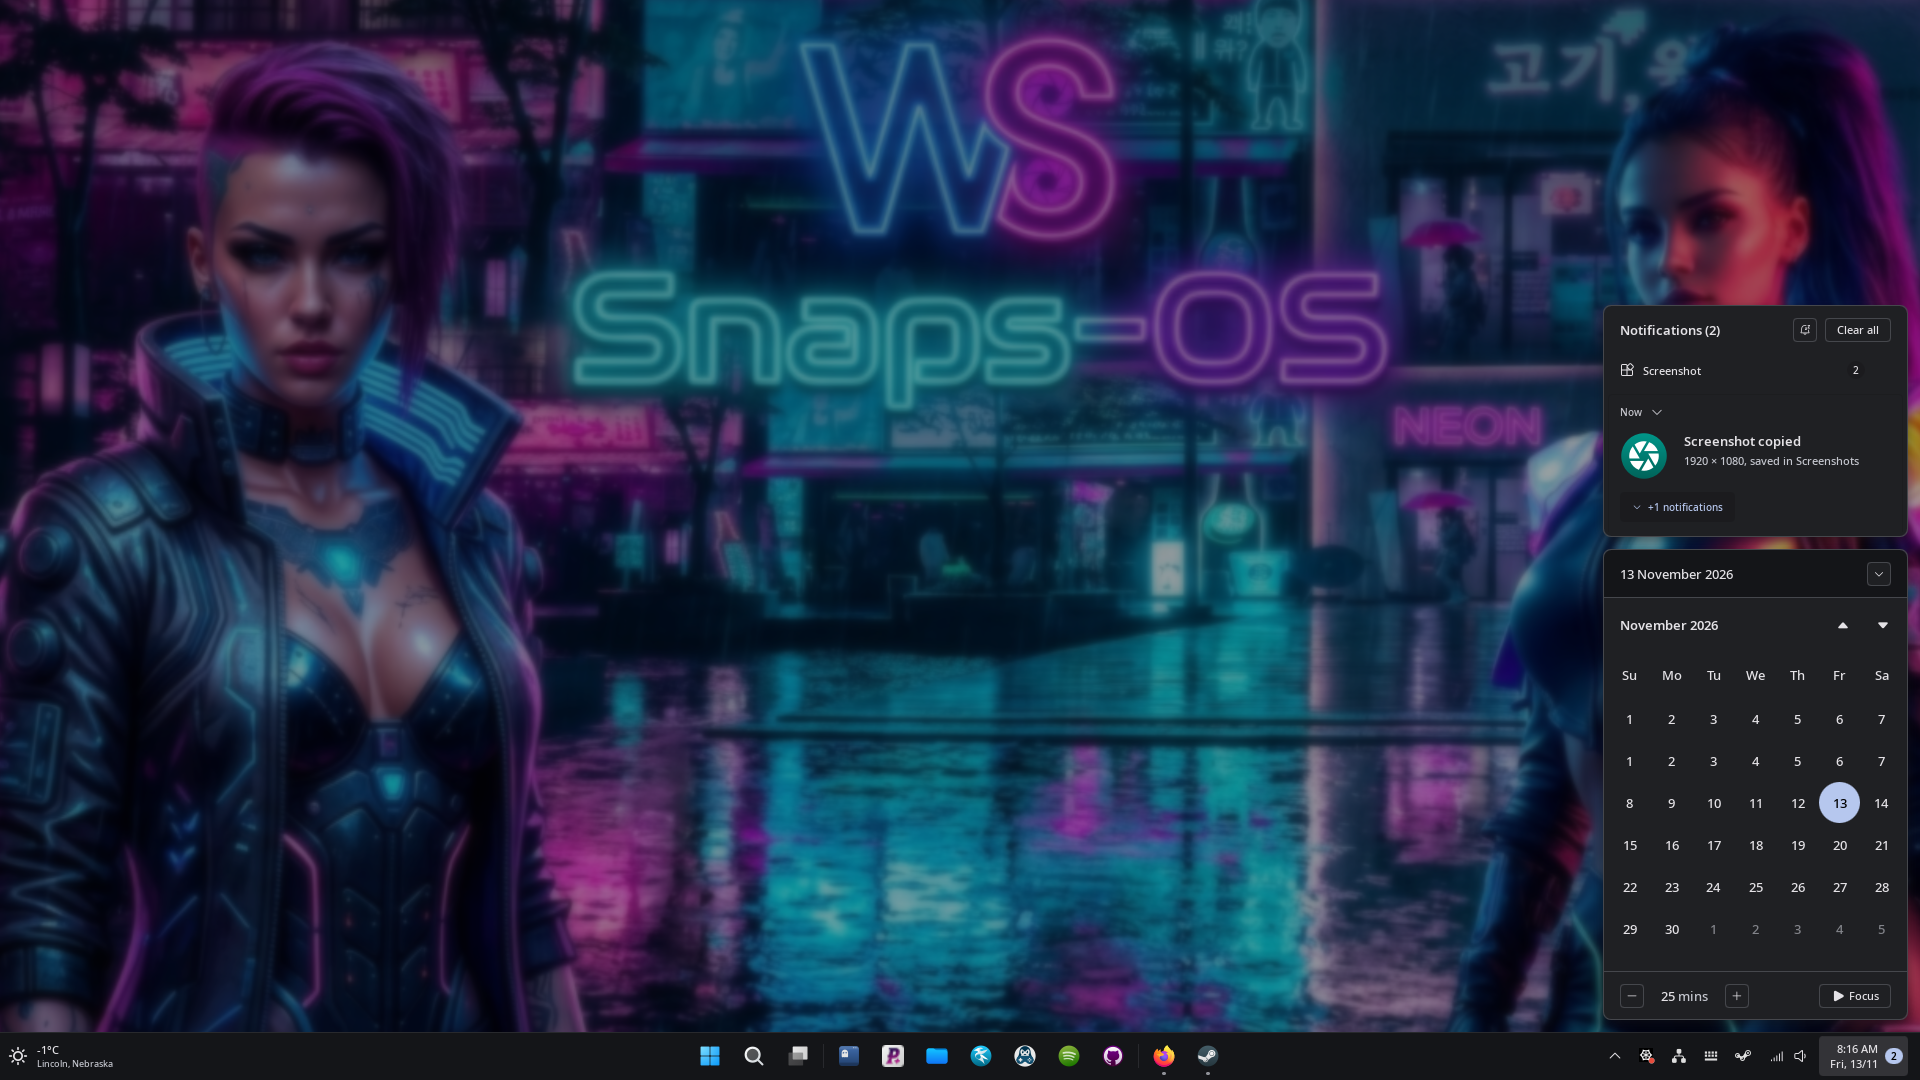 WS
Snaps-OS
왜!
위?
고기,
NEON
Notifications (2)
Clear all
Screenshot
2
Now
Screenshot copied
1920 × 1080, saved in Screenshots
+1 notifications
13 November 2026
November 2026
Su Mo Tu We Th Fr Sa
1 2 3 4 5 6 7
1 2 3 4 5 6 7
8 9 10 11 12 13 14
15 16 17 18 19 20 21
22 23 24 25 26 27 28
29 30 1 2 3 4 5
25 mins
Focus
-1°C
Lincoln, Nebraska
8:16 AM
Fri, 13/11
2